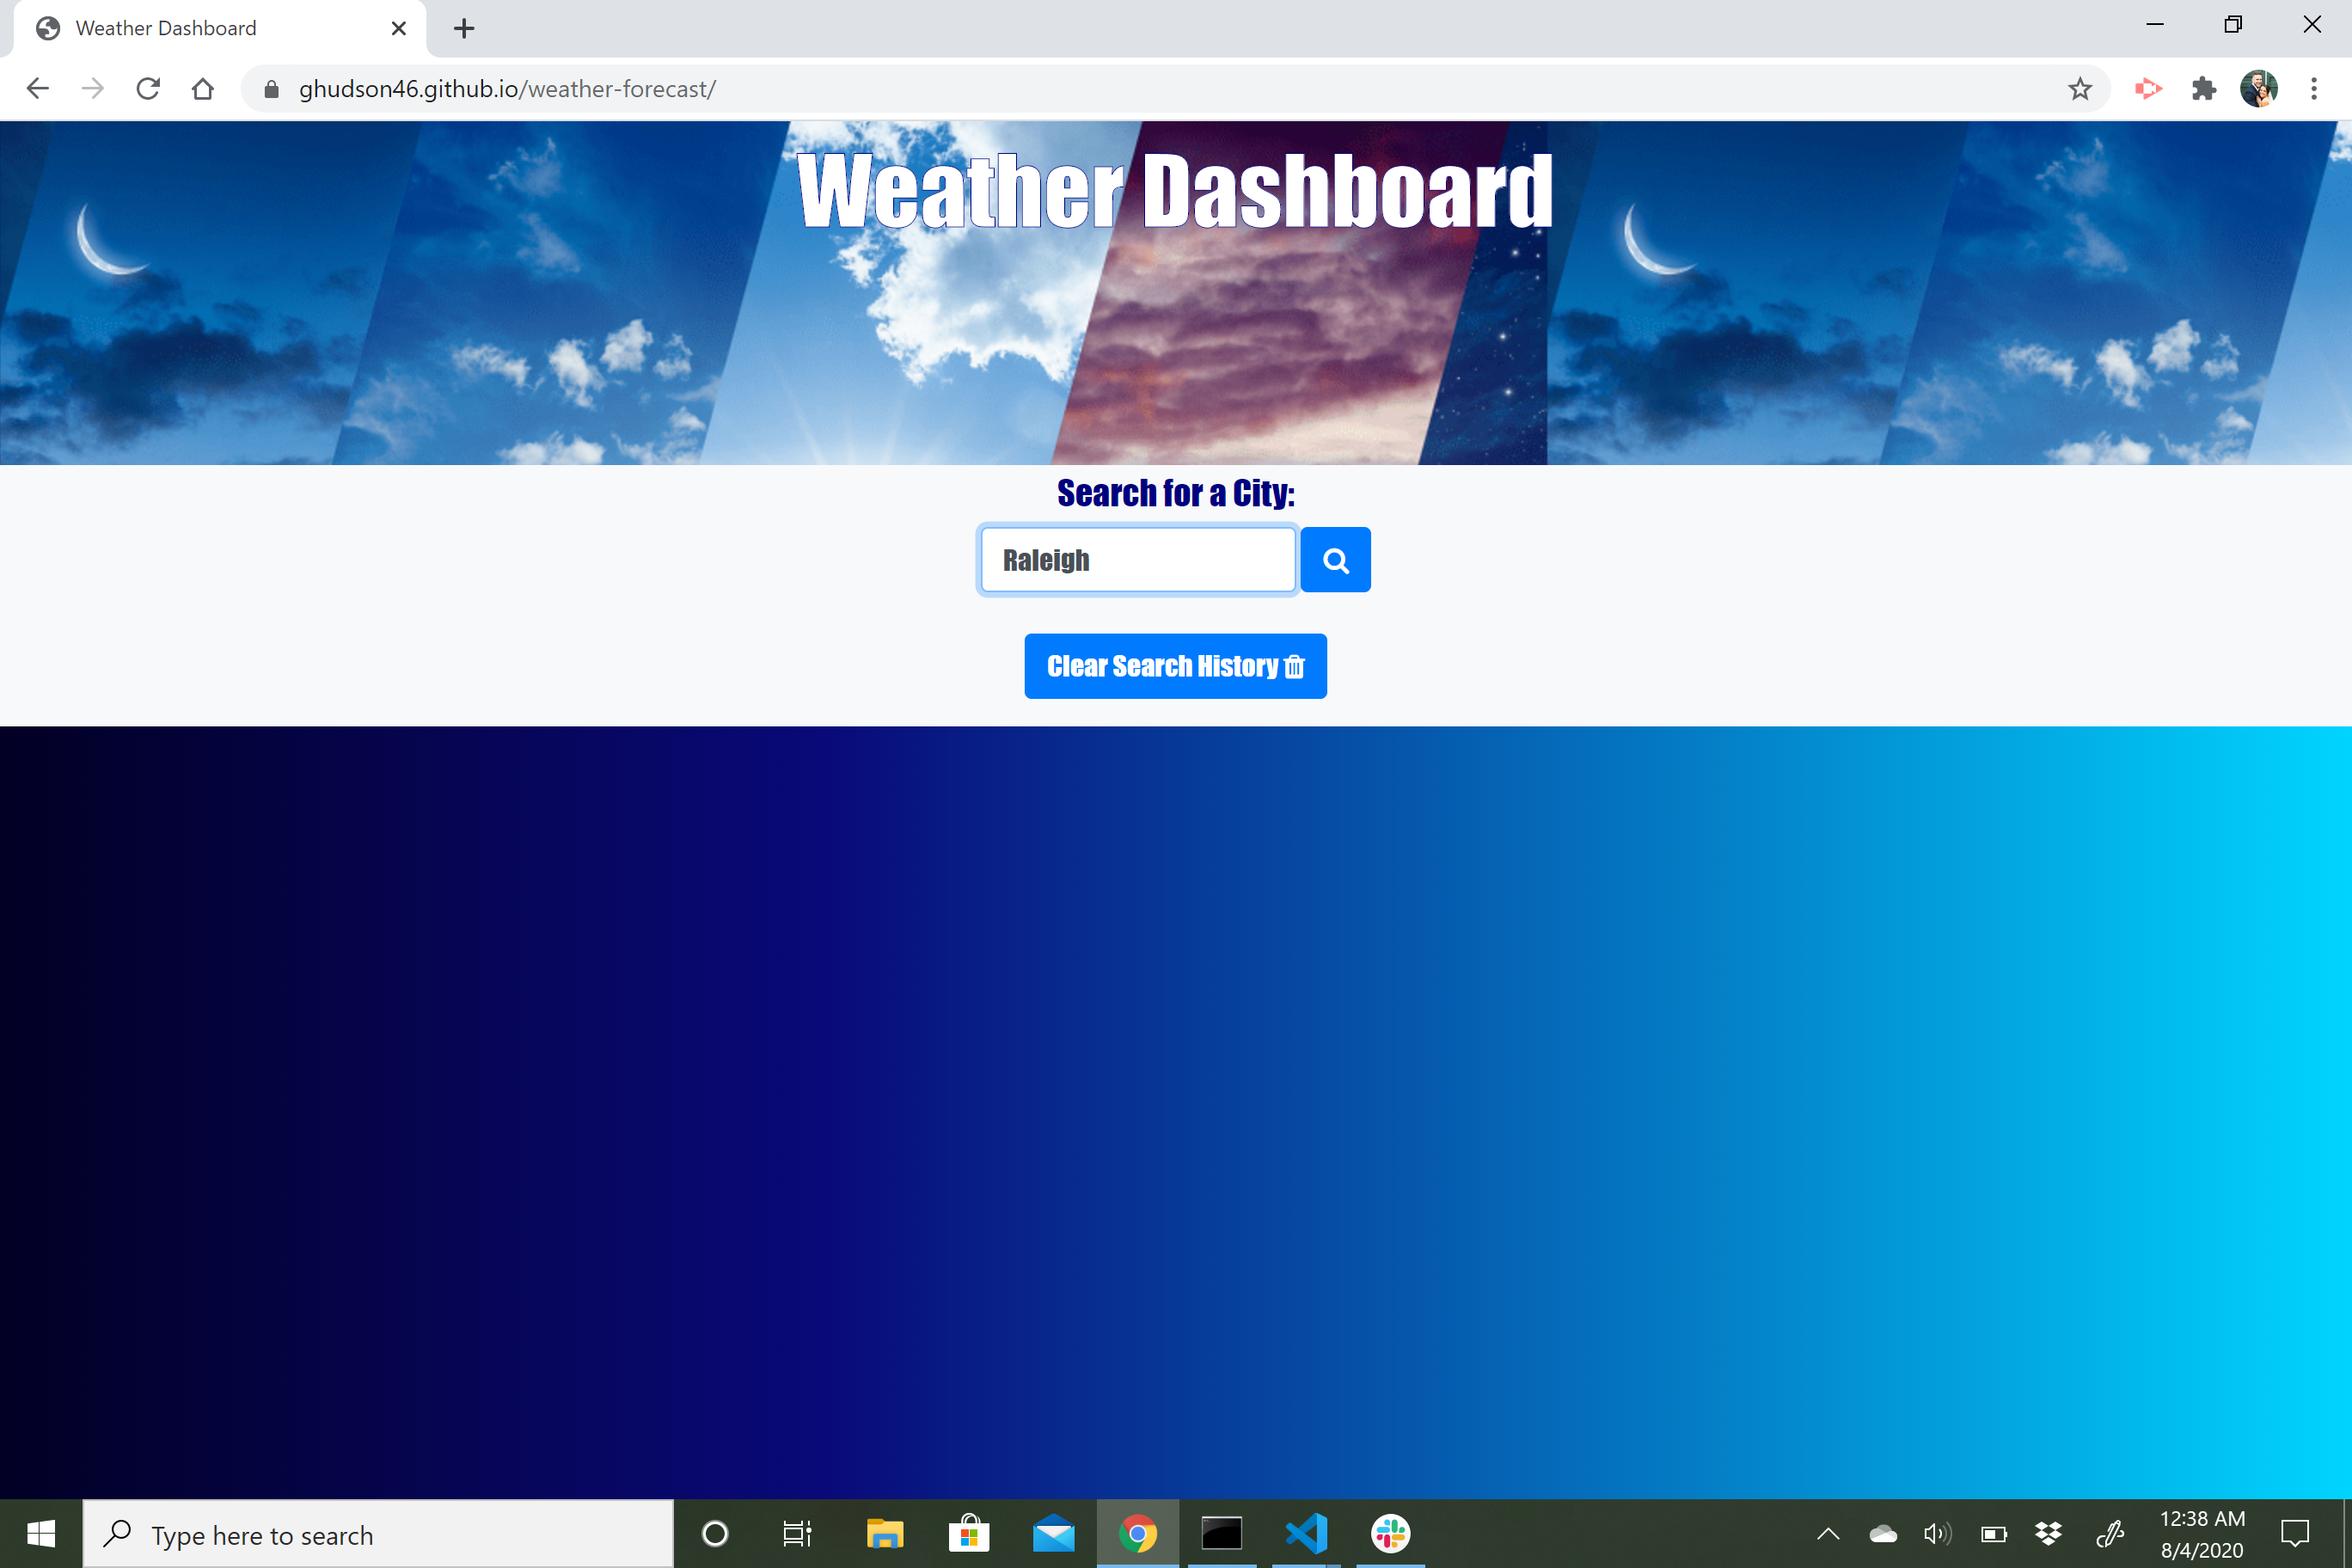 Weather Dashboard
ghudson46.github.io/weather-forecast/
Weather Dashboard
Search for a City:
Raleigh
Clear Search History
Type here to search
12:38 AM
8/4/2020